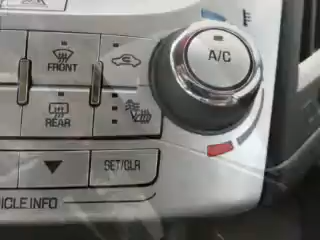 A/C
FRONT
REAR
SET/CLR
ICLE INFO